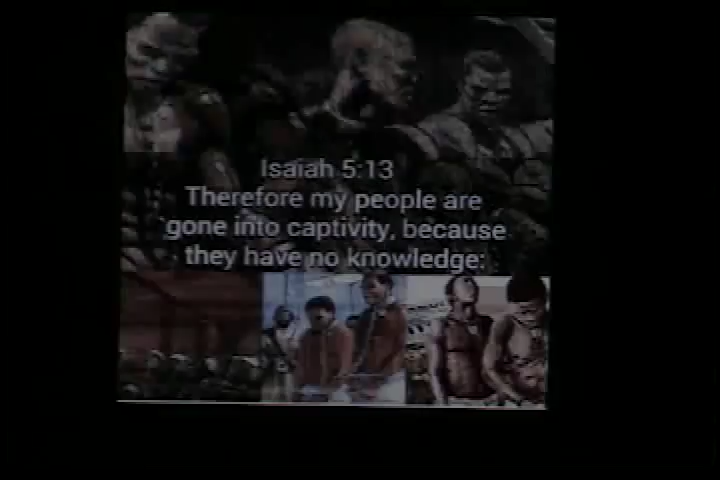 Isaiah 5:13
Therefore my people are
gone into captivity, because
they have no knowledge: